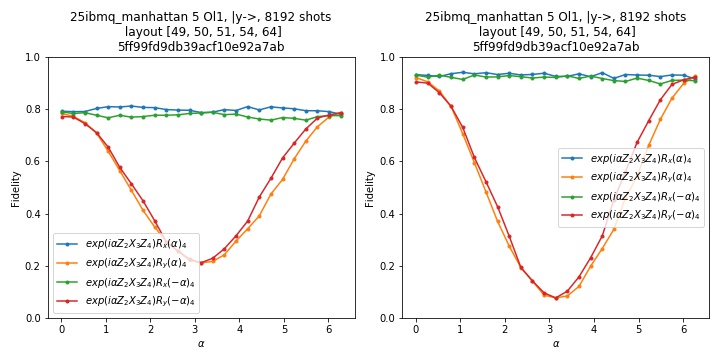 25ibmq_manhattan 5 Ol1, |y->, 8192 shots
layout [49, 50, 51, 54, 64]
5ff99fd9db39acf10e92a7ab
1.0
0.8
0.6
0.4
0.2
0.0
Fidelity
exp(iαZ₂X₃Z₄)Rₓ(α)₄
exp(iαZ₂X₃Z₄)Rᵧ(α)₄
exp(iαZ₂X₃Z₄)Rₓ(−α)₄
exp(iαZ₂X₃Z₄)Rᵧ(−α)₄
0 1 2 3 4 5 6
α
25ibmq_manhattan 5 Ol1, |y->, 8192 shots
layout [49, 50, 51, 54, 64]
5ff99fd9db39acf10e92a7ab
1.0
0.8
0.6
0.4
0.2
0.0
Fidelity
exp(iαZ₂X₃Z₄)Rₓ(α)₄
exp(iαZ₂X₃Z₄)Rᵧ(α)₄
exp(iαZ₂X₃Z₄)Rₓ(−α)₄
exp(iαZ₂X₃Z₄)Rᵧ(−α)₄
0 1 2 3 4 5 6
α